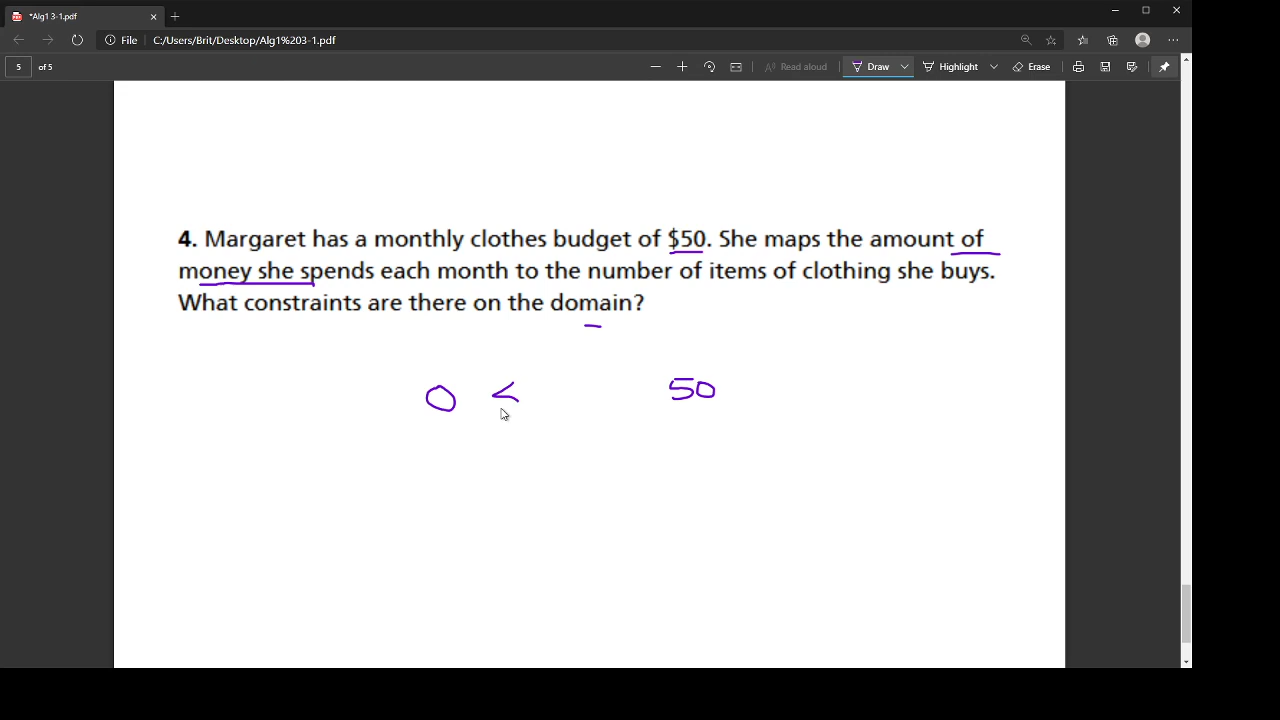 *Alg1 3-1.pdf
File C:/Users/Brit/Desktop/Alg1%203-1.pdf
5 of 5 Read aloud Draw Highlight Erase
4. Margaret has a monthly clothes budget of $50. She maps the amount of
money she spends each month to the number of items of clothing she buys.
What constraints are there on the domain?
0 < 50